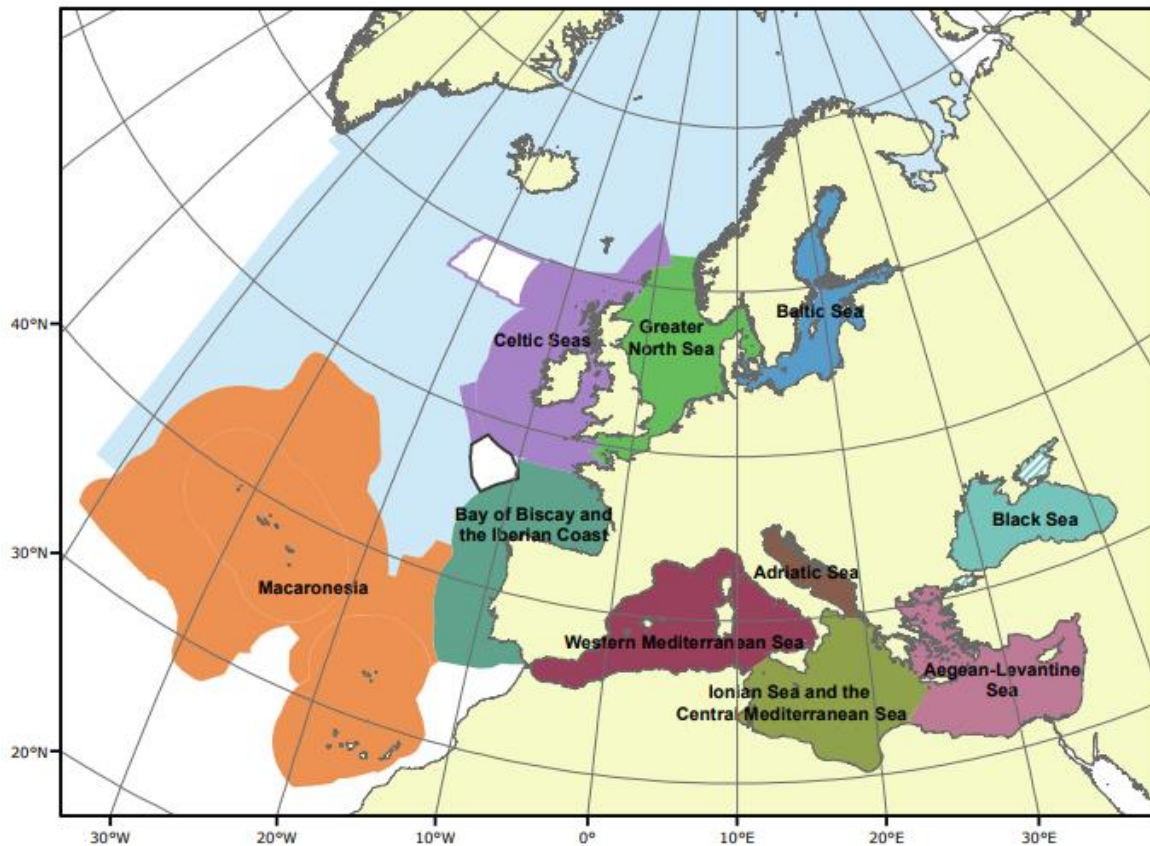 Celtic Seas
Greater
North Sea
Baltic Sea
40°N
Bay of Biscay and
the Iberian Coast
Black Sea
Macaronesia
Adriatic Sea
30°N
Western Mediterranean Sea
Aegean-Levantine
Sea
Ionian Sea and the
Central Mediterranean Sea
20°N
30°W
20°W
10°W
0°
10°E
20°E
30°E